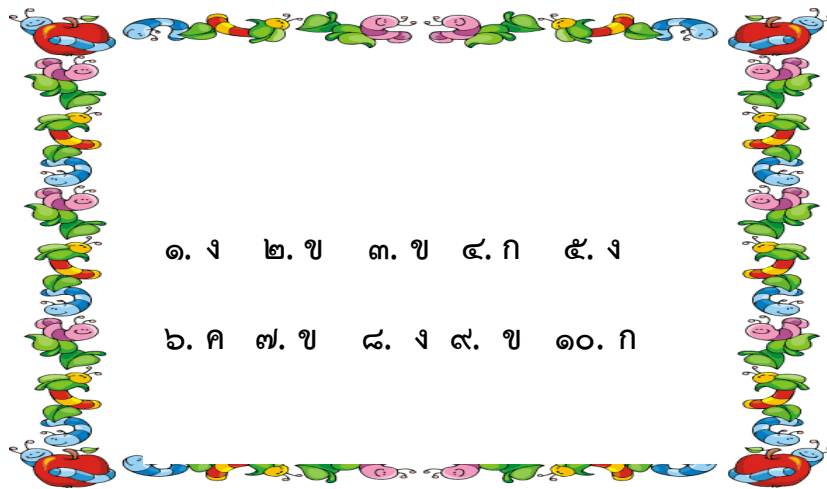 ๑. ง ๒. ข ๓. ข ๔. ก ๕. ง
๖. ค ๗. ข ๘. ง ๙. ข ๑๐. ก